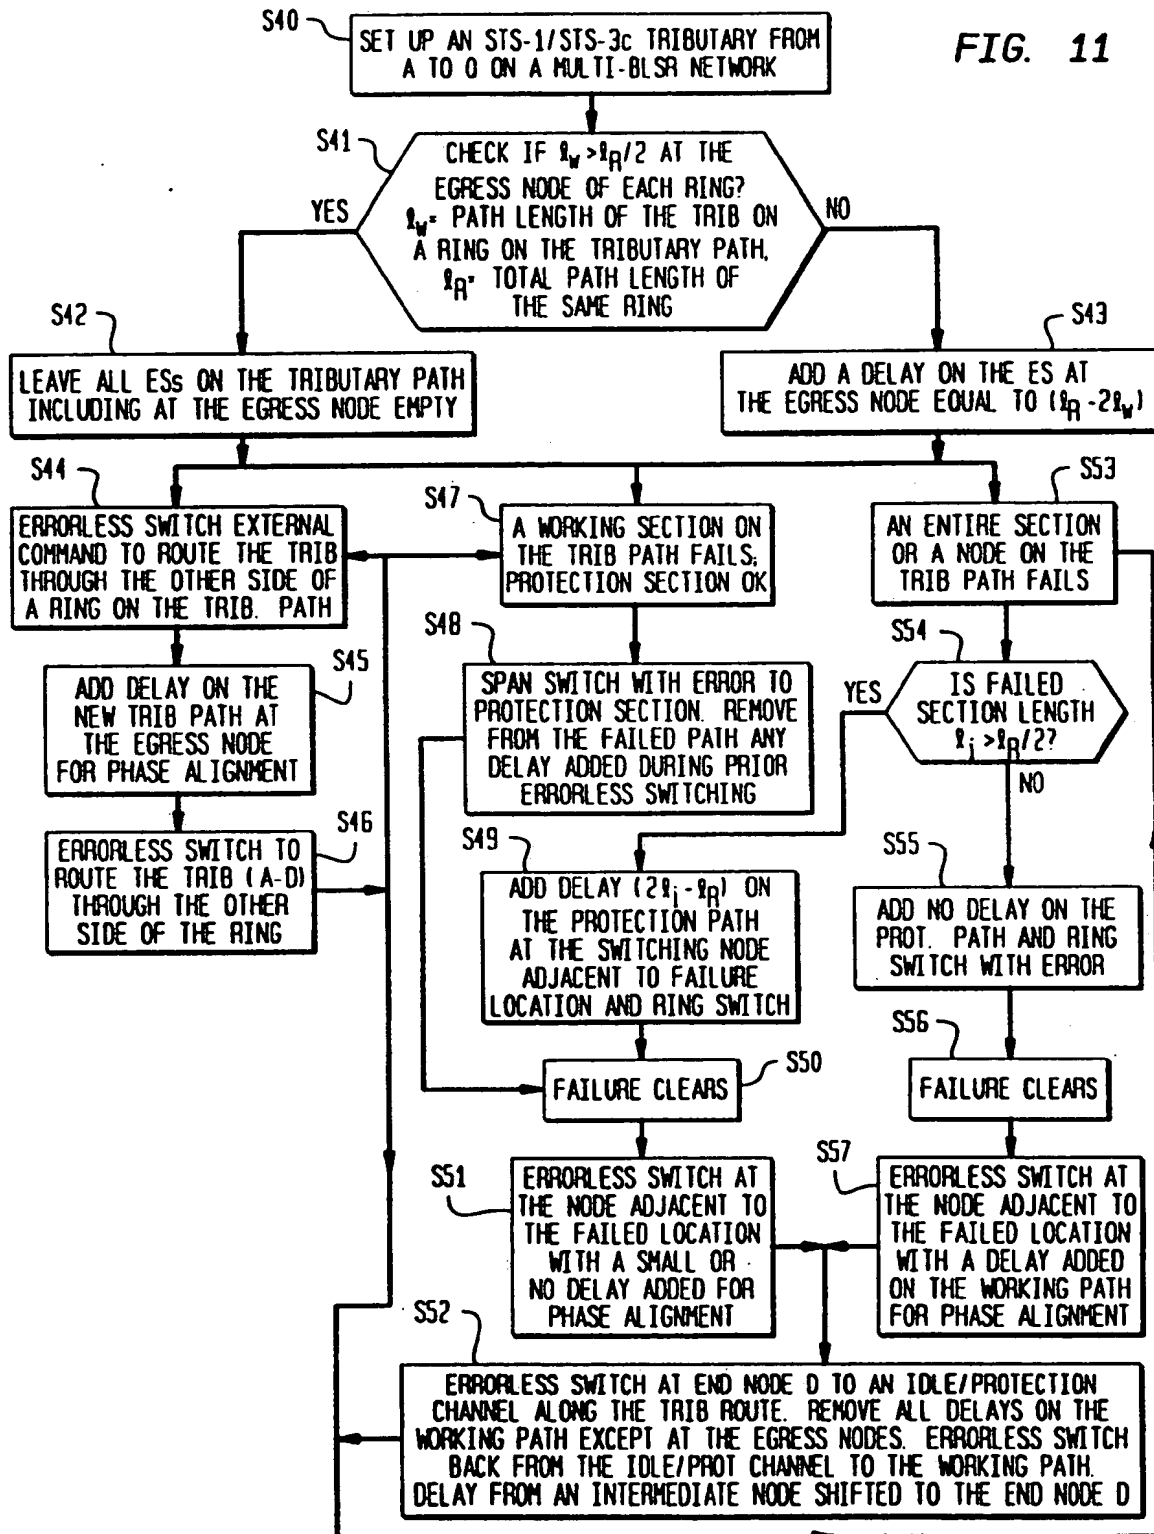 S40
SET UP AN STS-1/STS-3c TRIBUTARY FROM
A TO O ON A MULTI-BLSR NETWORK
FIG. 11
S41
CHECK IF ℓw>ℓR/2 AT THE
EGRESS NODE OF EACH RING?
ℓw= PATH LENGTH OF THE TRIB ON
A RING ON THE TRIBUTARY PATH,
ℓR= TOTAL PATH LENGTH OF
THE SAME RING
YES
NO
S42
LEAVE ALL ESs ON THE TRIBUTARY PATH
INCLUDING AT THE EGRESS NODE EMPTY
S43
ADD A DELAY ON THE ES AT
THE EGRESS NODE EQUAL TO (ℓR-2ℓw)
S44
ERRORLESS SWITCH EXTERNAL
COMMAND TO ROUTE THE TRIB
THROUGH THE OTHER SIDE OF
A RING ON THE TRIB. PATH
S47
A WORKING SECTION ON
THE TRIB PATH FAILS;
PROTECTION SECTION OK
S53
AN ENTIRE SECTION
OR A NODE ON THE
TRIB PATH FAILS
S45
ADD DELAY ON THE
NEW TRIB PATH AT
THE EGRESS NODE
FOR PHASE ALIGNMENT
S48
SPAN SWITCH WITH ERROR TO
PROTECTION SECTION. REMOVE
FROM THE FAILED PATH ANY
DELAY ADDED DURING PRIOR
ERRORLESS SWITCHING
S54
YES
IS FAILED
SECTION LENGTH
ℓi>ℓR/2?
NO
S46
ERRORLESS SWITCH TO
ROUTE THE TRIB (A-D)
THROUGH THE OTHER
SIDE OF THE RING
S49
ADD DELAY (2ℓi-ℓR) ON
THE PROTECTION PATH
AT THE SWITCHING NODE
ADJACENT TO FAILURE
LOCATION AND RING SWITCH
S55
ADD NO DELAY ON THE
PROT. PATH AND RING
SWITCH WITH ERROR
S50
FAILURE CLEARS
S56
FAILURE CLEARS
S51
ERRORLESS SWITCH AT
THE NODE ADJACENT TO
THE FAILED LOCATION
WITH A SMALL OR
NO DELAY ADDED FOR
PHASE ALIGNMENT
S57
ERRORLESS SWITCH AT
THE NODE ADJACENT TO
THE FAILED LOCATION
WITH A DELAY ADDED
ON THE WORKING PATH
FOR PHASE ALIGNMENT
S52
ERRORLESS SWITCH AT END NODE D TO AN IDLE/PROTECTION
CHANNEL ALONG THE TRIB ROUTE. REMOVE ALL DELAYS ON THE
WORKING PATH EXCEPT AT THE EGRESS NODES. ERRORLESS SWITCH
BACK FROM THE IDLE/PROT CHANNEL TO THE WORKING PATH.
DELAY FROM AN INTERMEDIATE NODE SHIFTED TO THE END NODE D